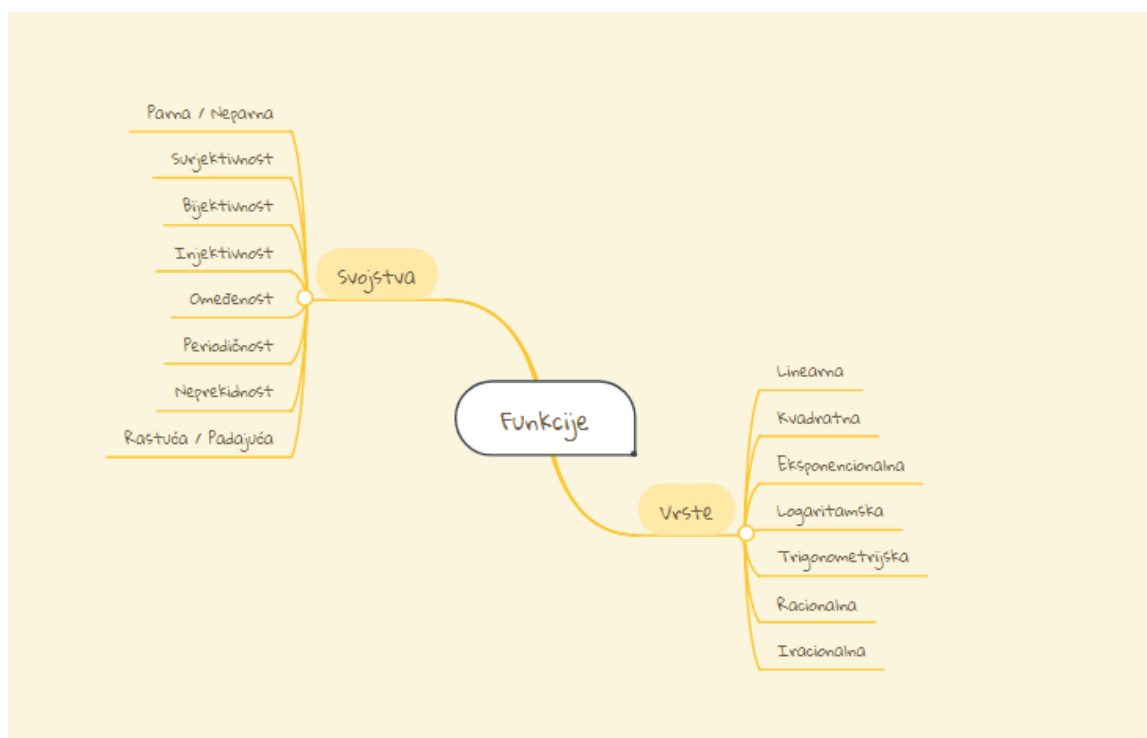 Parna / Neparna
Surjektivnost
Bijektivnost
Injektivnost
Omeđenost
Periodičnost
Neprekidnost
Rastuća / Padajuća
Svojstva
Funkcije
Vrste
Linearna
Kvadratna
Eksponencionalna
Logaritamska
Trigonometrijska
Racionalna
Iracionalna